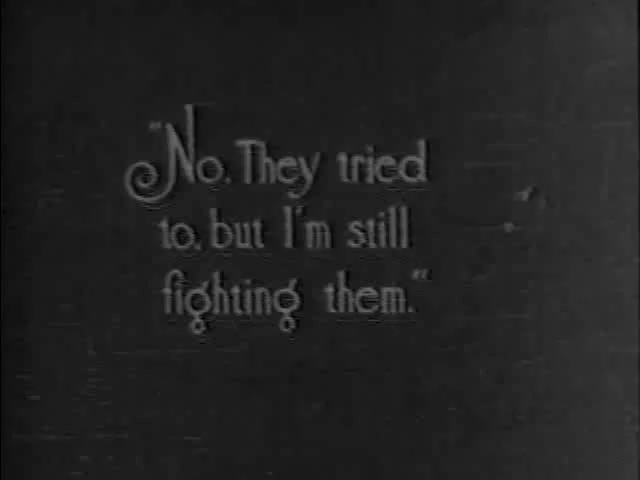 "No. They tried
to, but I'm still
fighting them."